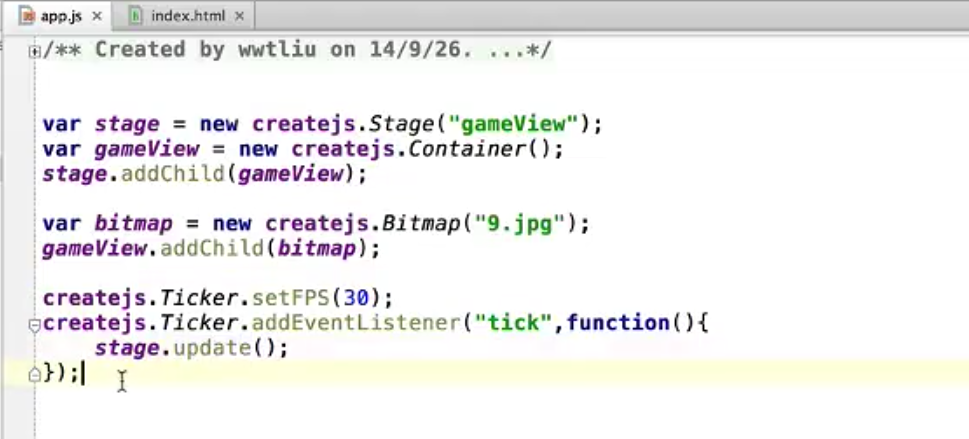 app.js
index.html
/** Created by wwtliu on 14/9/26. ...*/
var stage = new createjs.Stage("gameView");
var gameView = new createjs.Container();
stage.addChild(gameView);
var bitmap = new createjs.Bitmap("9.jpg");
gameView.addChild(bitmap);
createjs.Ticker.setFPS(30);
createjs.Ticker.addEventListener("tick",function(){
    stage.update();
});